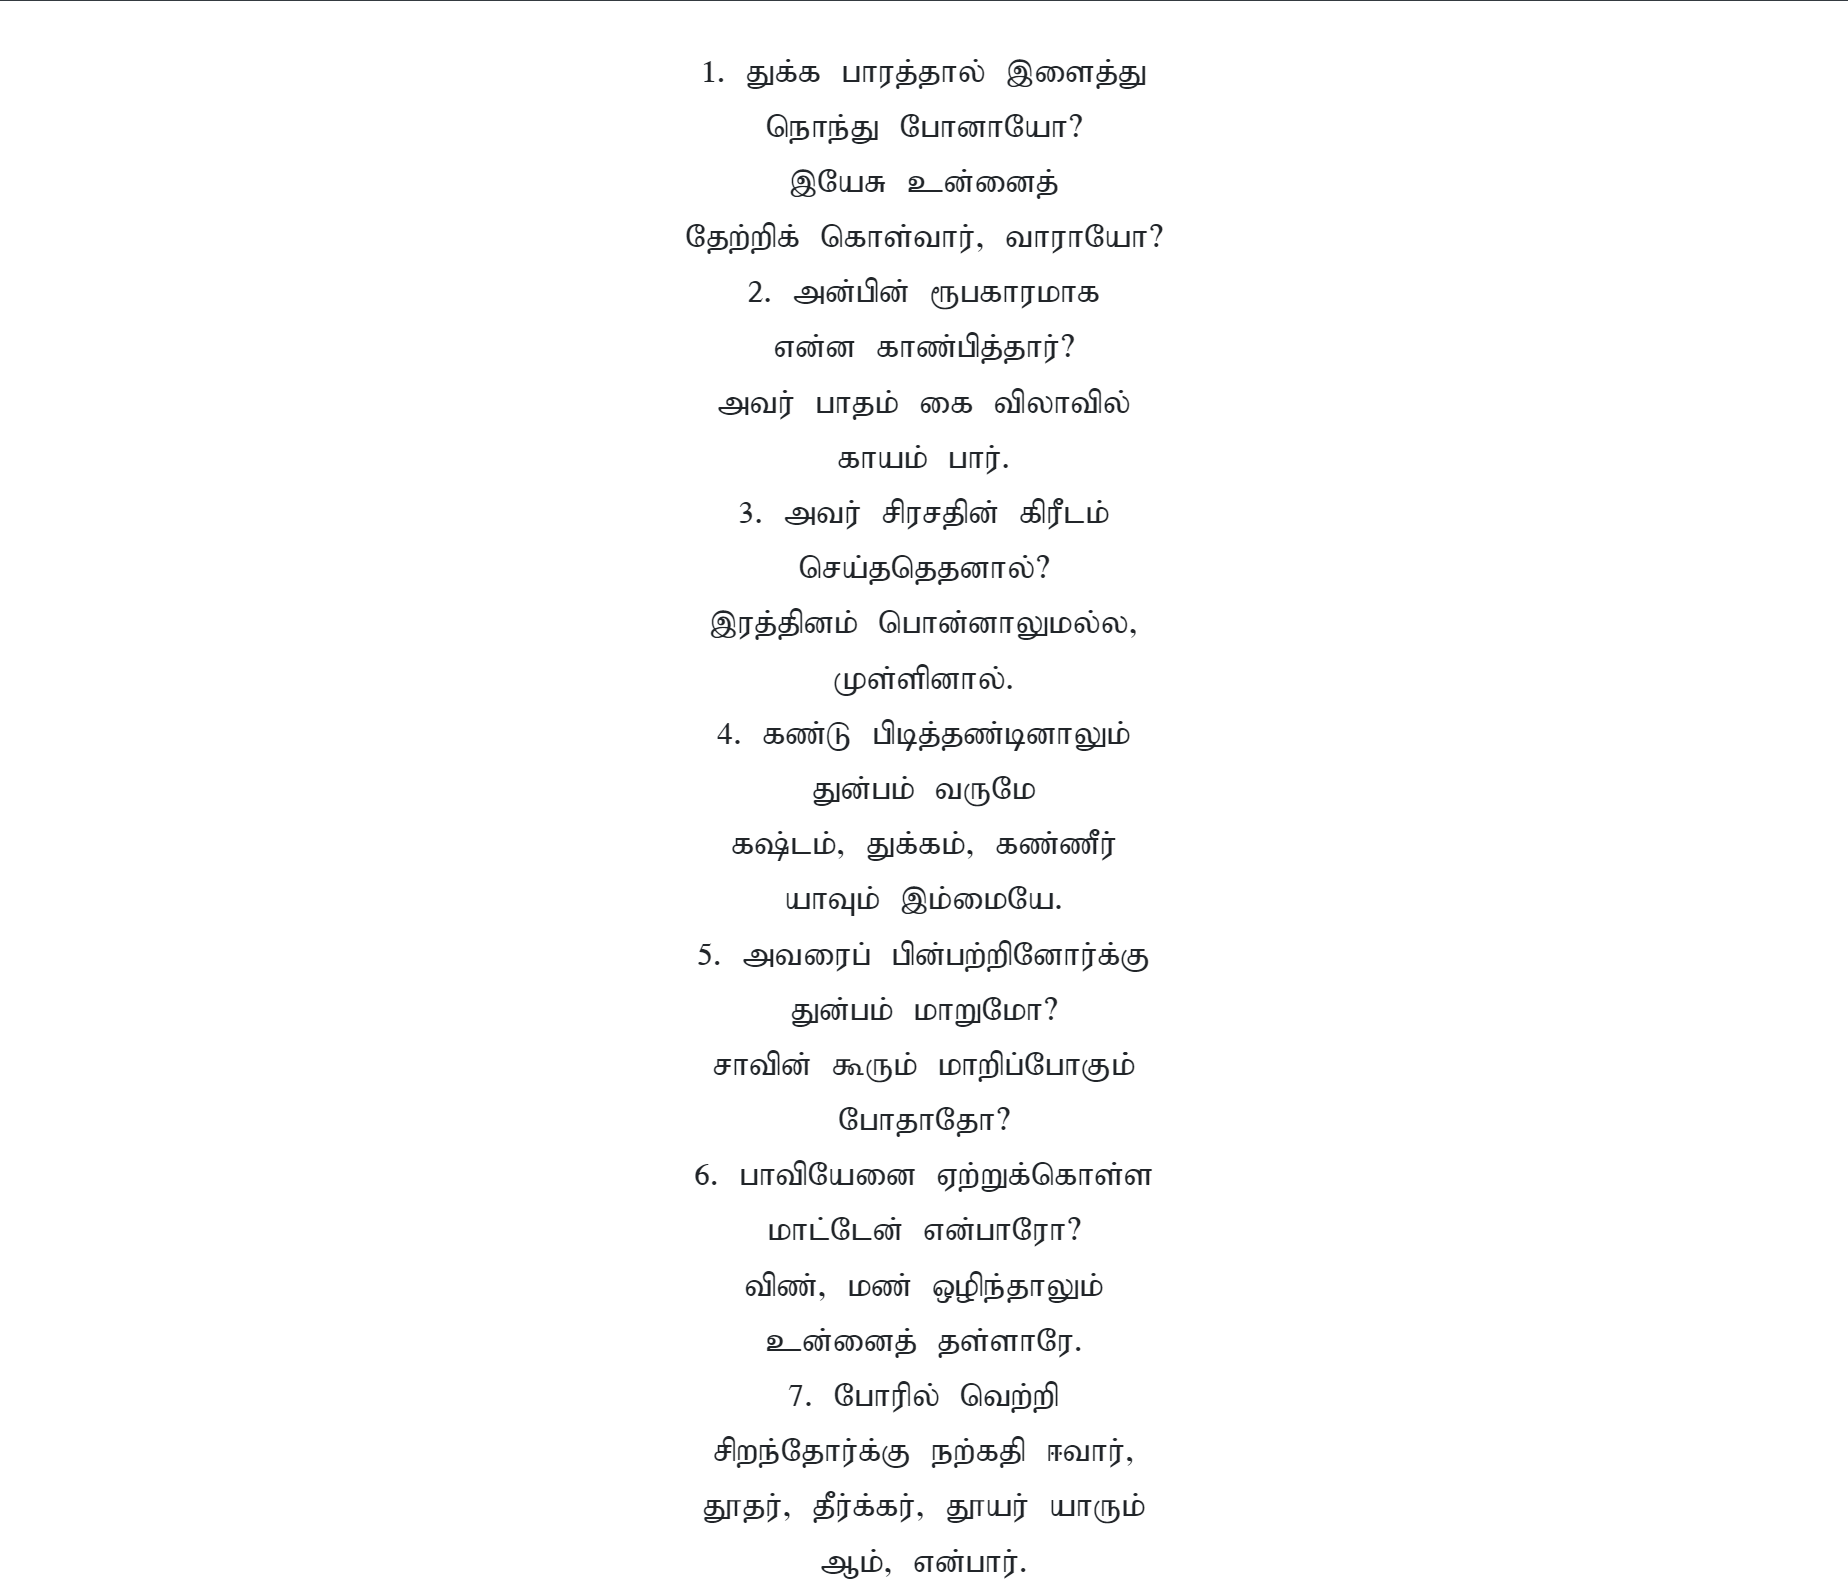 1. துக்க பாரத்தால் இளைத்து
நொந்து போனாயோ?
இயேசு உன்னைத்
தேற்றிக் கொள்வார், வாராயோ?
2. அன்பின் ரூபகாரமாக
என்ன காண்பித்தார்?
அவர் பாதம் கை விலாவில்
காயம் பார்.
3. அவர் சிரசதின் கிரீடம்
செய்ததெதனால்?
இரத்தினம் பொன்னாலுமல்ல,
முள்ளினால்.
4. கண்டு பிடித்தண்டினாலும்
துன்பம் வருமே
கஷ்டம், துக்கம், கண்ணீர்
யாவும் இம்மையே.
5. அவரைப் பின்பற்றினோர்க்கு
துன்பம் மாறுமோ?
சாவின் கூரும் மாறிப்போகும்
போதாதோ?
6. பாவியேனை ஏற்றுக்கொள்ள
மாட்டேன் என்பாரோ?
விண், மண் ஒழிந்தாலும்
உன்னைத் தள்ளாரே.
7. போரில் வெற்றி
சிறந்தோர்க்கு நற்கதி ஈவார்,
தூதர், தீர்க்கர், தூயர் யாரும்
ஆம், என்பார்.